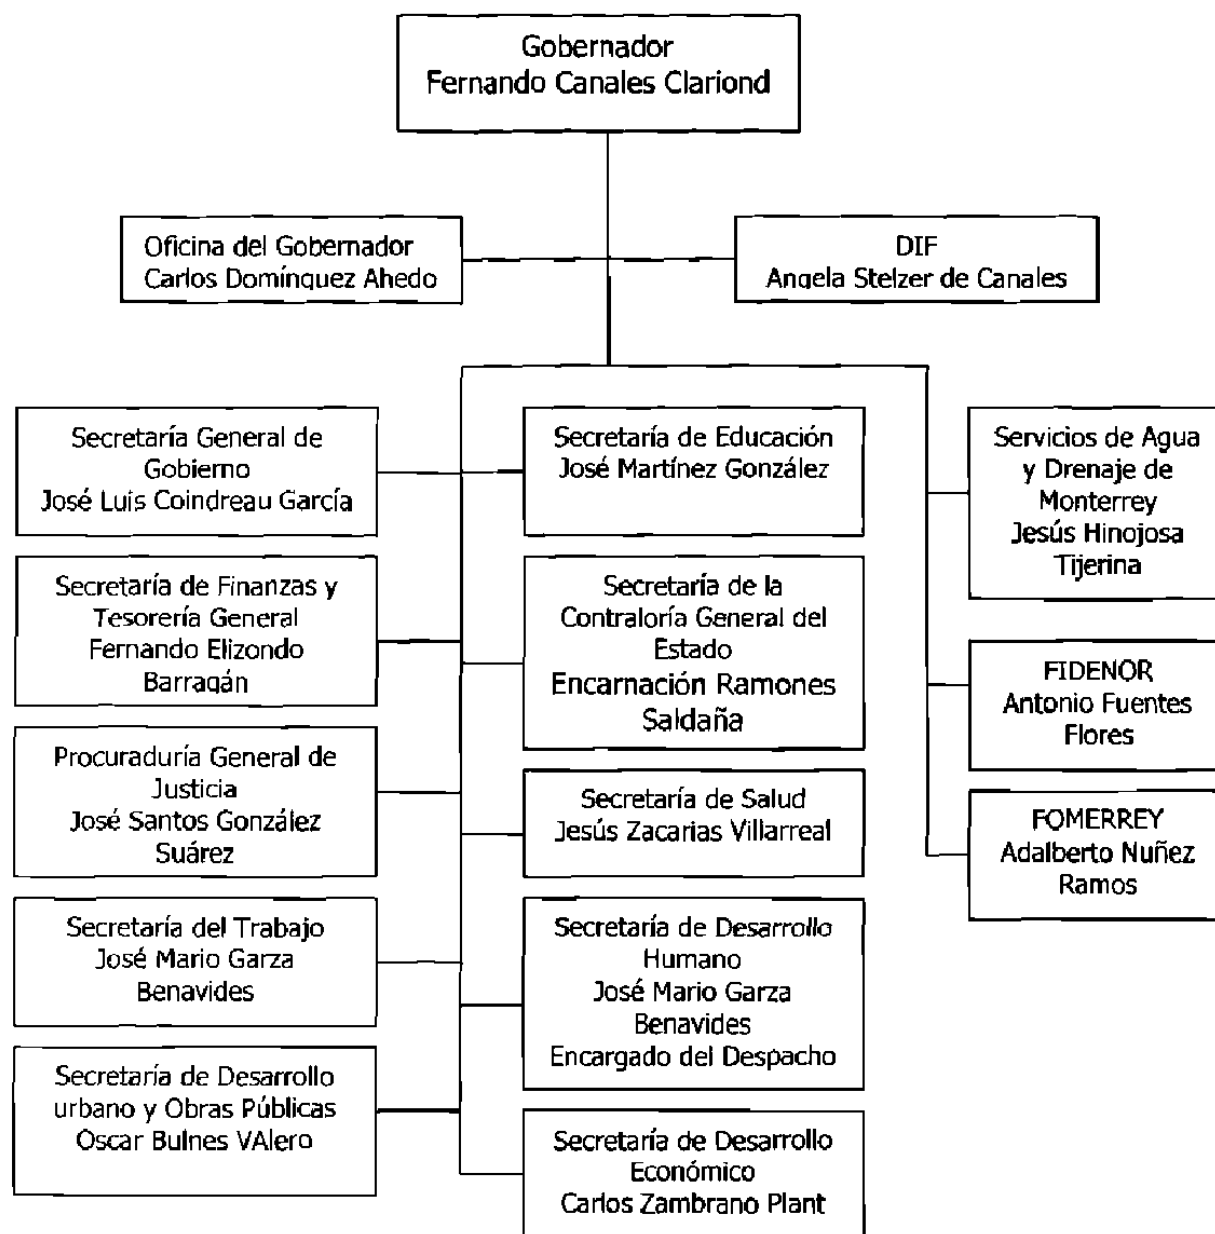 Gobernador
Fernando Canales Clariond
Oficina del Gobernador
Carlos Domínguez Ahedo
DIF
Angela Stelzer de Canales
Secretaría General de
Gobierno
José Luis Coindreau García
Secretaría de Finanzas y
Tesorería General
Fernando Elizondo
Barragán
Procuraduría General de
Justicia
José Santos González
Suárez
Secretaría del Trabajo
José Mario Garza
Benavides
Secretaría de Desarrollo
urbano y Obras Públicas
Oscar Bulnes VAlero
Secretaría de Educación
José Martínez González
Secretaría de la
Contraloría General del
Estado
Encarnación Ramones
Saldaña
Secretaría de Salud
Jesús Zacarias Villarreal
Secretaría de Desarrollo
Humano
José Mario Garza
Benavides
Encargado del Despacho
Secretaría de Desarrollo
Económico
Carlos Zambrano Plant
Servicios de Agua
y Drenaje de
Monterrey
Jesús Hinojosa
Tijerina
FIDENOR
Antonio Fuentes
Flores
FOMERREY
Adalberto Nuñez
Ramos